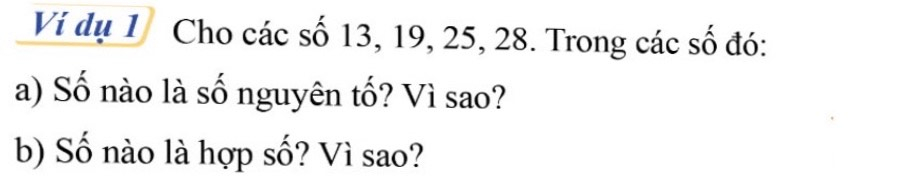 Ví dụ 1 Cho các số 13, 19, 25, 28. Trong các số đó:
a) Số nào là số nguyên tố? Vì sao?
b) Số nào là hợp số? Vì sao?